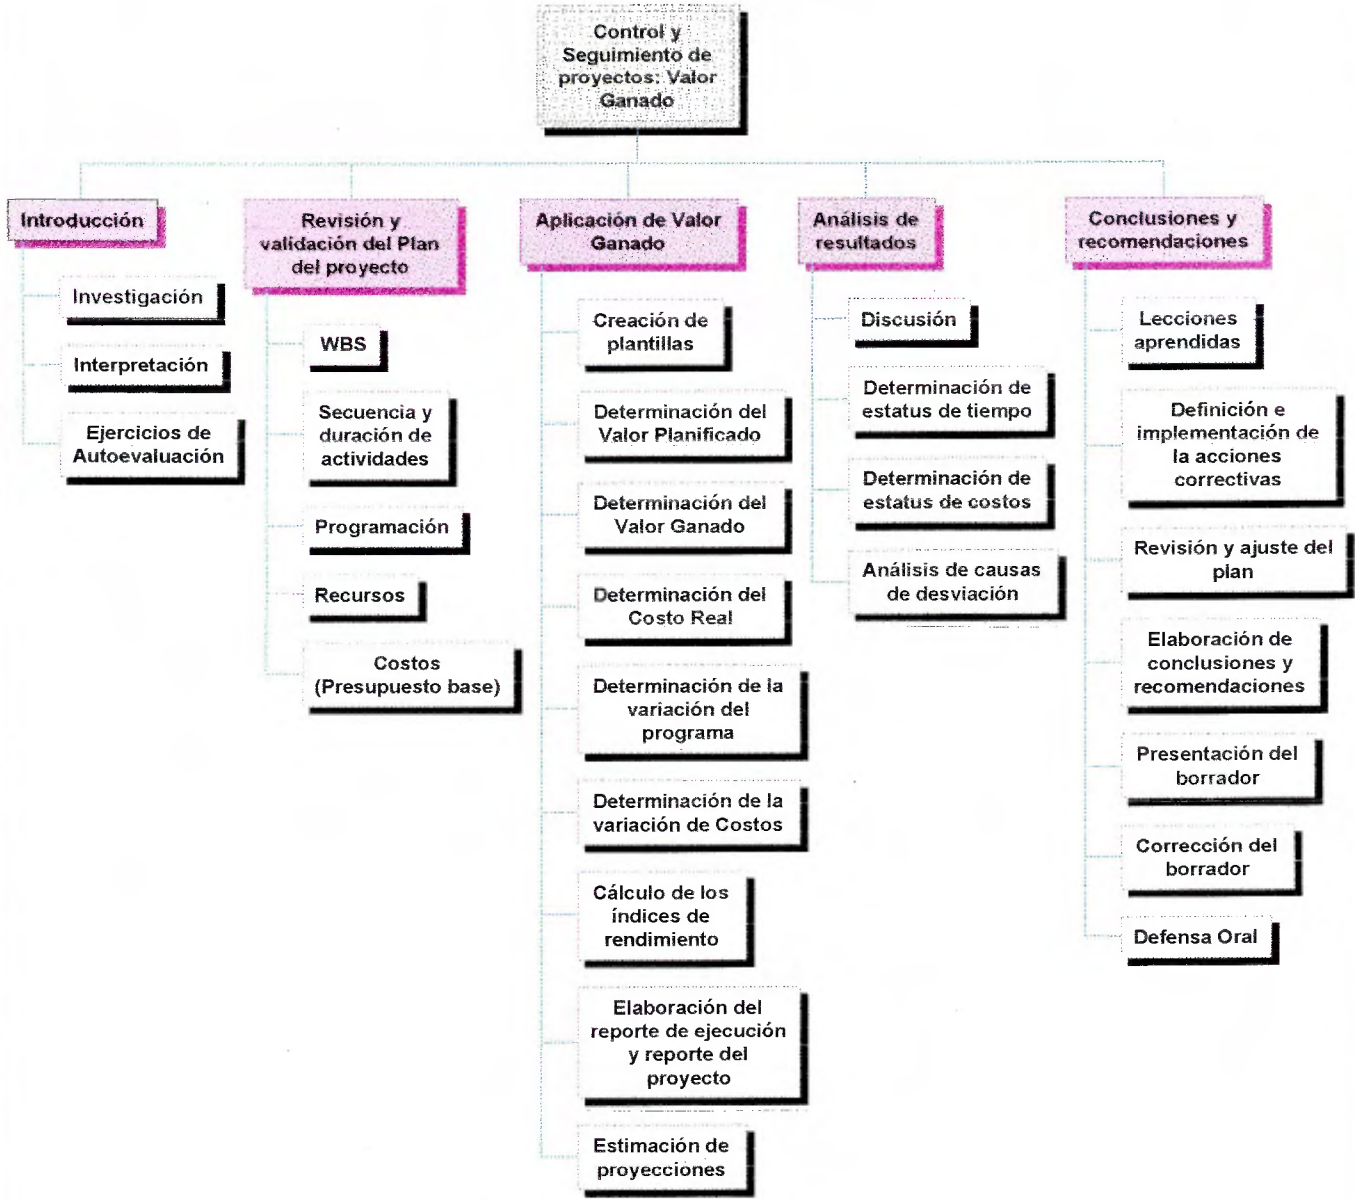 Control y
Seguimiento de
proyectos: Valor
Ganado
Introducción
Investigación
Interpretación
Ejercicios de
Autoevaluación
Revisión y
validación del Plan
del proyecto
WBS
Secuencia y
duración de
actividades
Programación
Recursos
Costos
(Presupuesto base)
Aplicación de Valor
Ganado
Creación de
plantillas
Determinación del
Valor Planificado
Determinación del
Valor Ganado
Determinación del
Costo Real
Determinación de la
variación del
programa
Determinación de la
variación de Costos
Cálculo de los
índices de
rendimiento
Elaboración del
reporte de ejecución
y reporte del
proyecto
Estimación de
proyecciones
Análisis de
resultados
Discusión
Determinación de
estatus de tiempo
Determinación de
estatus de costos
Análisis de causas
de desviación
Conclusiones y
recomendaciones
Lecciones
aprendidas
Definición e
implementación de
la acciones
correctivas
Revisión y ajuste del
plan
Elaboración de
conclusiones y
recomendaciones
Presentación del
borrador
Corrección del
borrador
Defensa Oral